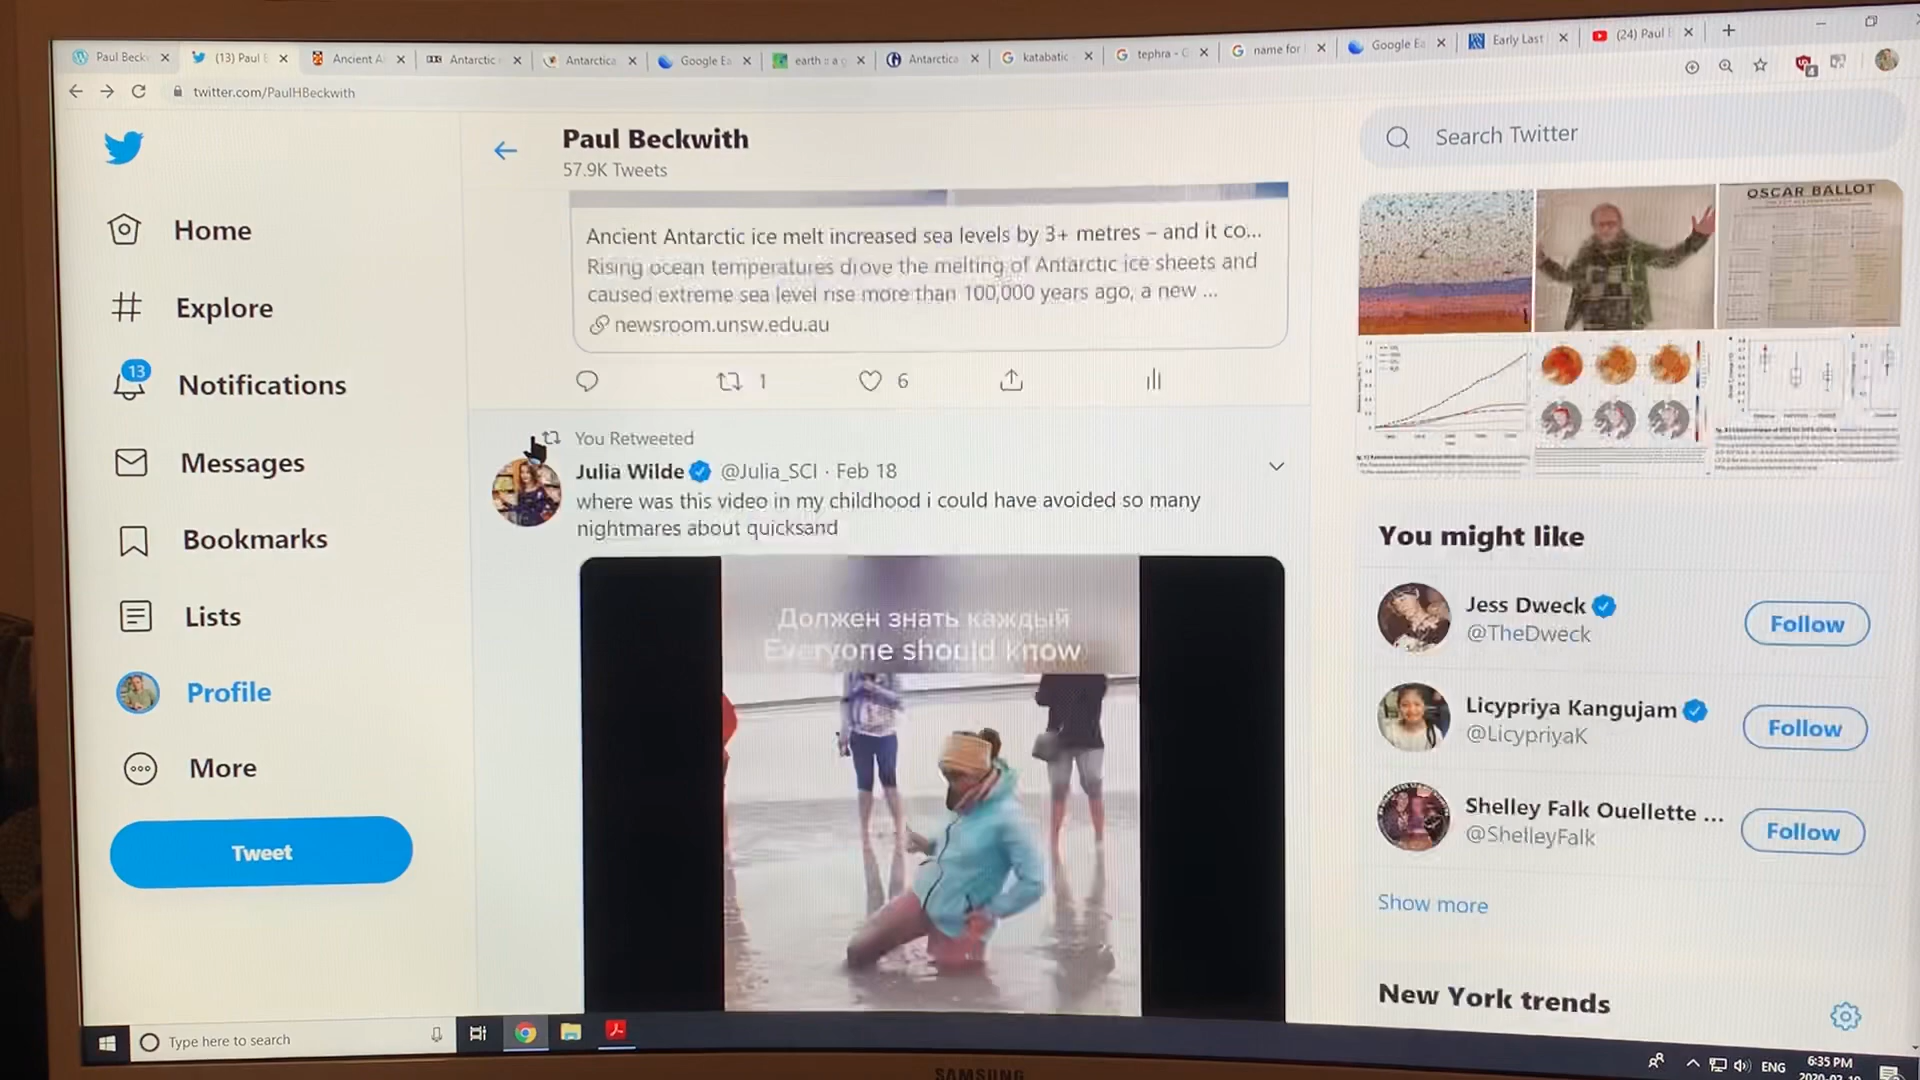 Paul Beck
(13) Paul
Ancient A
Antarctic
Antarctica
Google Ea
earth :: a g
Antarctica
katabatic
tephra - G
name for
Google Ea
Early Last
(24) Paul
twitter.com/PaulHBeckwith
Home
Explore
13
Notifications
Messages
Bookmarks
Lists
Profile
More
Tweet
Paul Beckwith
57.9K Tweets
Ancient Antarctic ice melt increased sea levels by 3+ metres – and it co...
Rising ocean temperatures drove the melting of Antarctic ice sheets and
caused extreme sea level rise more than 100,000 years ago, a new ...
newsroom.unsw.edu.au
1
6
You Retweeted
Julia Wilde @Julia_SCI · Feb 18
where was this video in my childhood i could have avoided so many
nightmares about quicksand
Должен знать каждый
Everyone should know
Search Twitter
OSCAR BALLOT
You might like
Jess Dweck
@TheDweck
Follow
Licypriya Kangujam
@LicypriyaK
Follow
Shelley Falk Ouellette ...
@ShelleyFalk
Follow
Show more
New York trends
Type here to search
ENG
6:35 PM
SAMSUNG